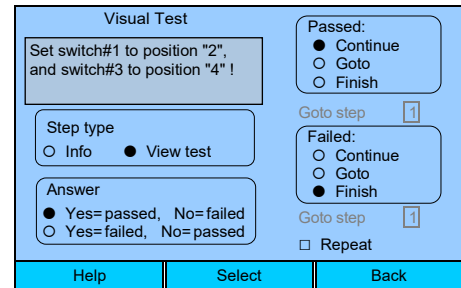 Visual Test
Set switch#1 to position "2",
and switch#3 to position "4" !
Step type
Info View test
Answer
Yes=passed, No=failed
Yes=failed, No=passed
Passed:
Continue
Goto
Finish
Goto step 1
Failed:
Continue
Goto
Finish
Goto step 1
Repeat
Help Select Back